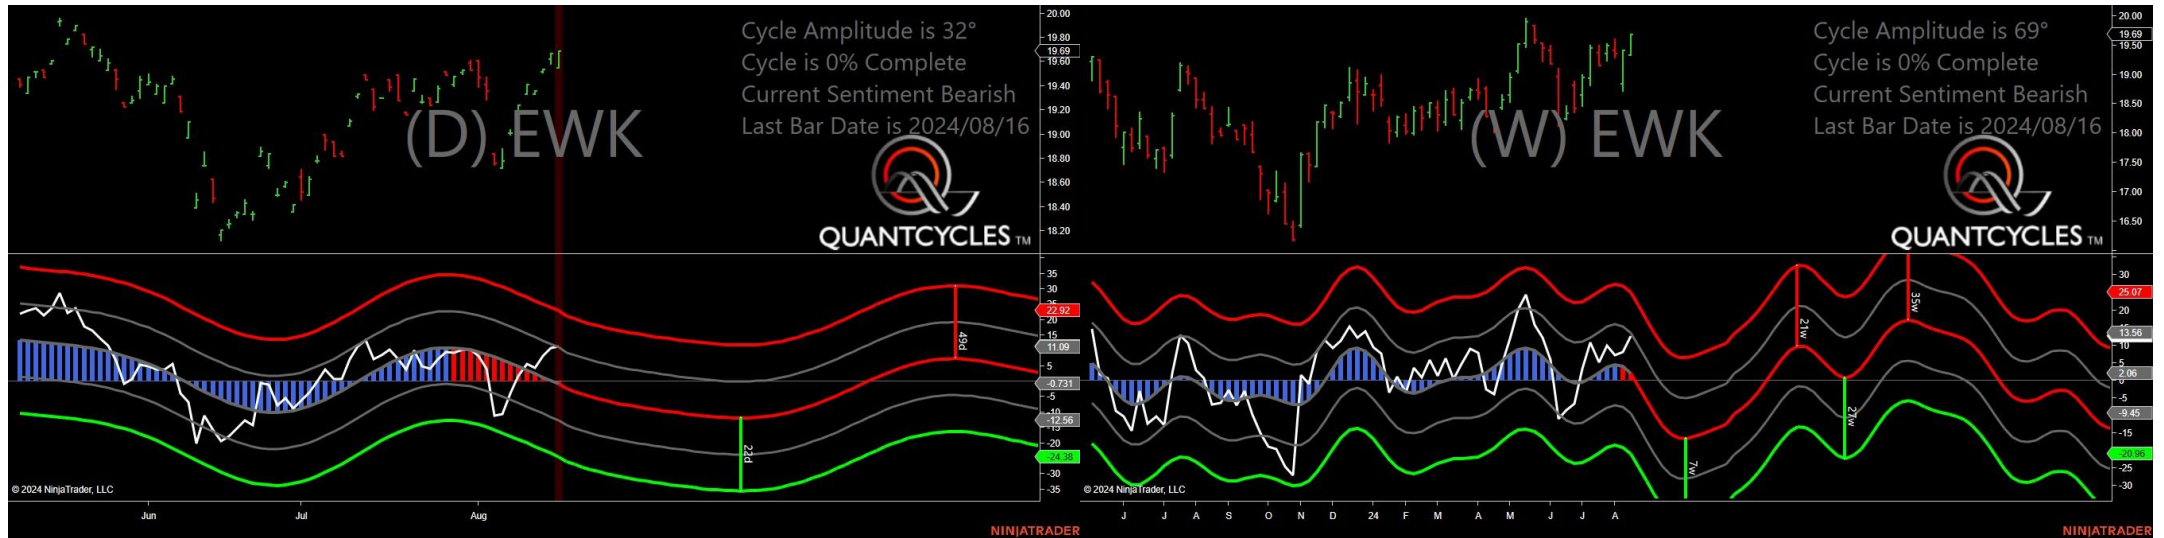 Cycle Amplitude is 32°
Cycle is 0% Complete
Current Sentiment Bearish
Last Bar Date is 2024/08/16
(D) EWK
QUANTCYCLES TM
20.00
19.80
19.69
19.60
19.40
19.20
19.00
18.80
18.60
18.40
18.20
35
30
22.92
20
15
11.09
5
-0.731
-5
-10
-12.56
-15
-20
-24.38
-30
-35
49d
22d
© 2024 NinjaTrader, LLC
Jun
Jul
Aug
NINJATRADER
Cycle Amplitude is 69°
Cycle is 0% Complete
Current Sentiment Bearish
Last Bar Date is 2024/08/16
(W) EWK
QUANTCYCLES TM
20.00
19.69
19.50
19.00
18.50
18.00
17.50
17.00
16.50
30
25.07
20
13.56
10
5
2.06
-5
-9.45
-15
-20.96
-25
-30
21w
35w
27w
7w
© 2024 NinjaTrader, LLC
J
J
A
S
O
N
D
24
F
M
A
M
J
J
A
NINJATRADER